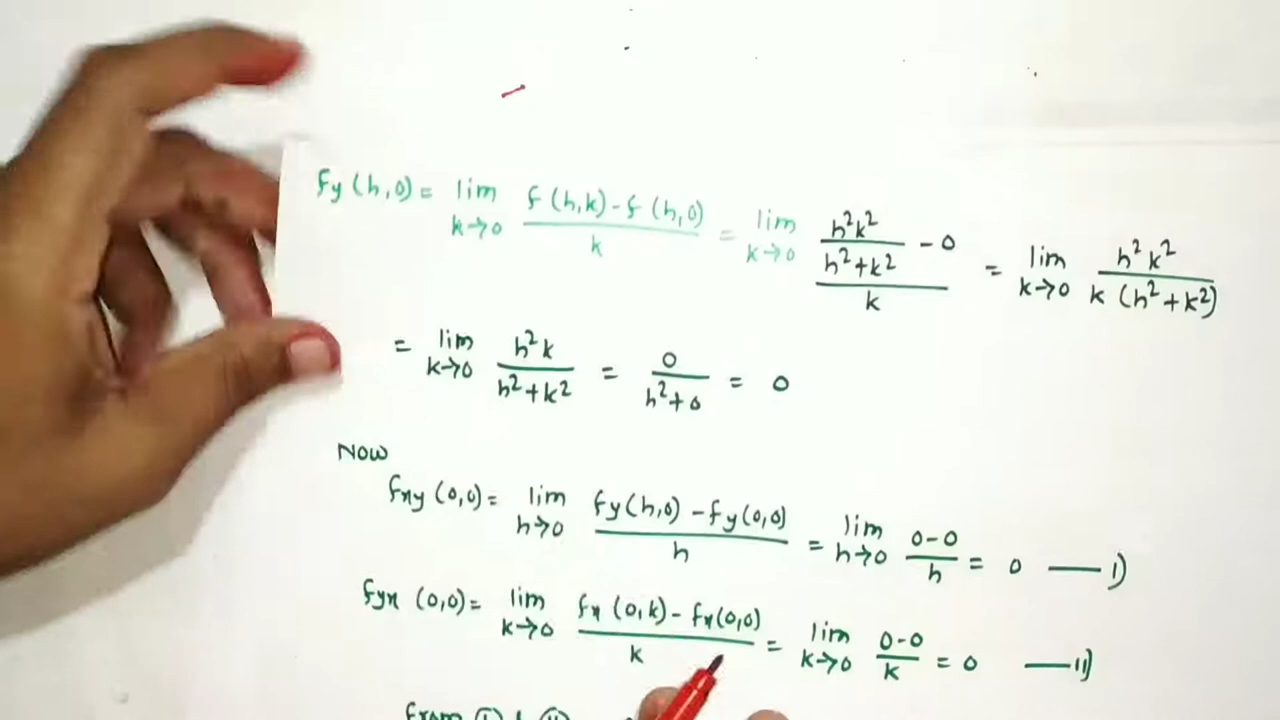 fy (h,0) = lim k→0 f(h,k) - f(h,0) / k = lim k→0 h²k² / h²+k² - 0 / k = lim k→0 h²k² / k (h²+k²)
= lim k→0 h²k / h²+k² = 0 / h²+0 = 0
Now
fxy (0,0) = lim h→0 fy(h,0) - fy(0,0) / h = lim h→0 0-0 / h = 0 — i)
fyx (0,0) = lim k→0 fx(0,k) - fx(0,0) / k = lim k→0 0-0 / k = 0 — ii)
from (i) & (ii)